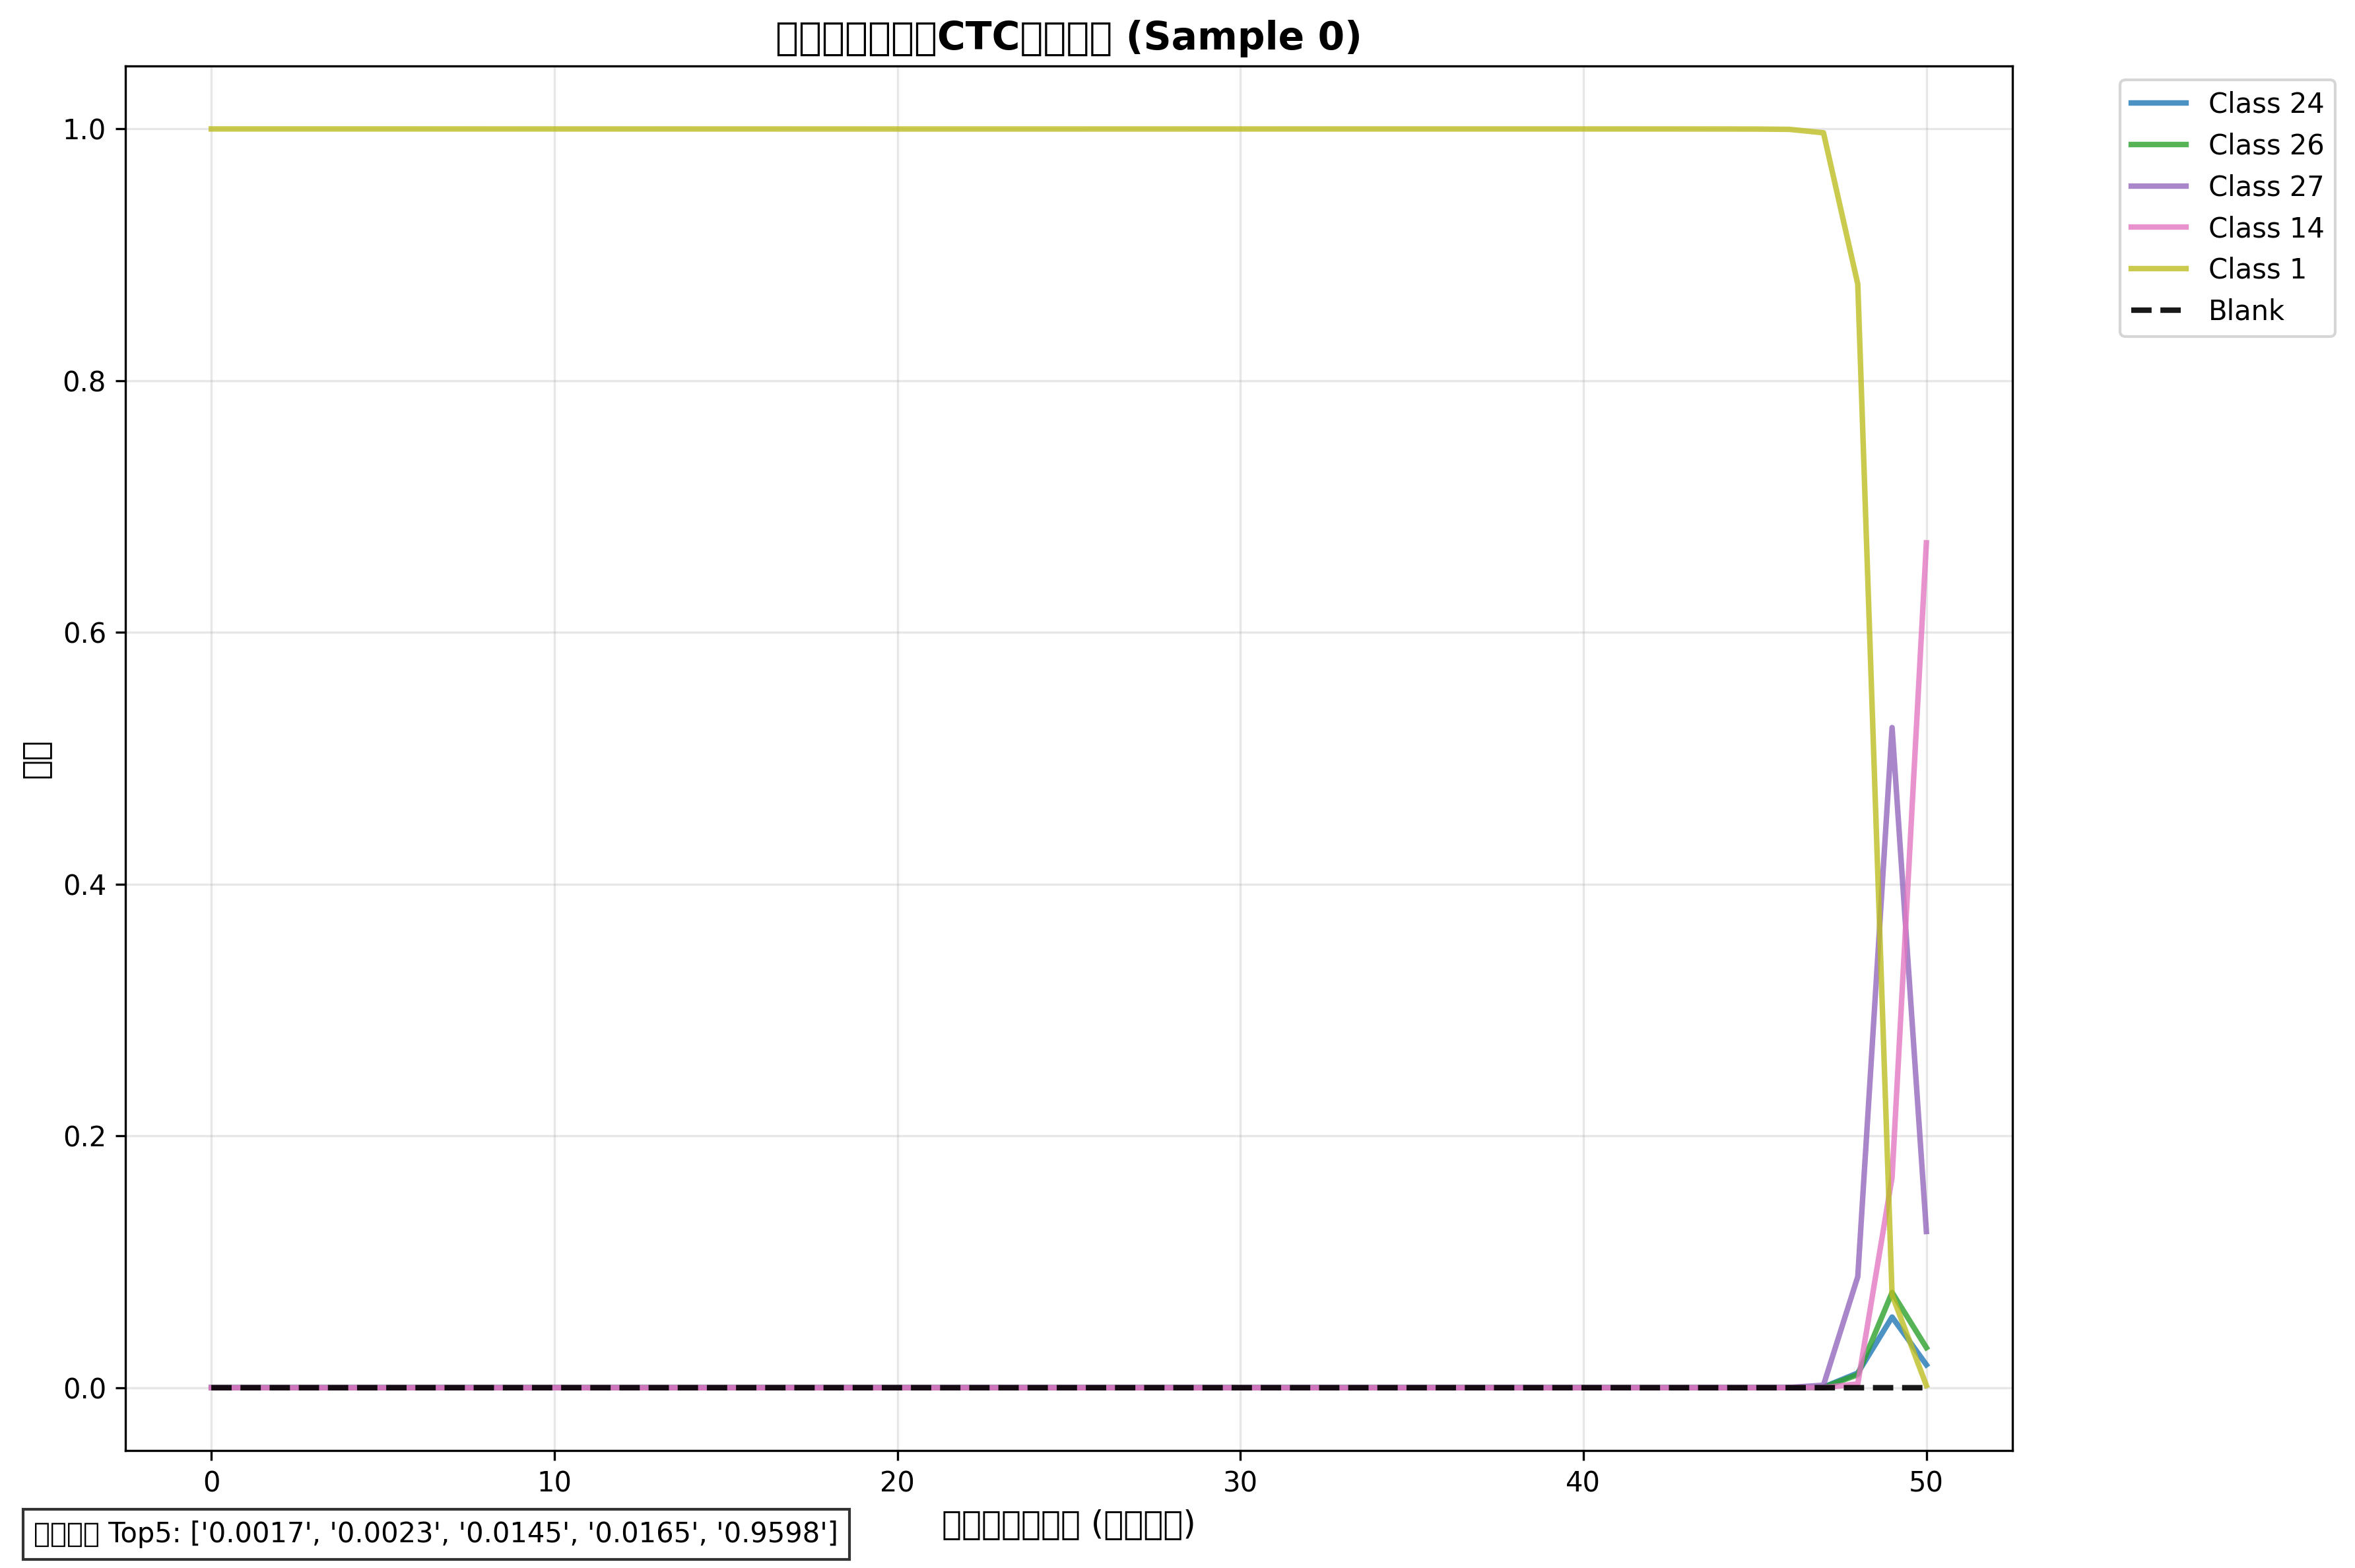 CTC (Sample 0)
1.0
0.8
0.6
0.4
0.2
0.0
0 10 20 30 40 50
Class 24
Class 26
Class 27
Class 14
Class 1
Blank
Top5: ['0.0017', '0.0023', '0.0145', '0.0165', '0.9598']